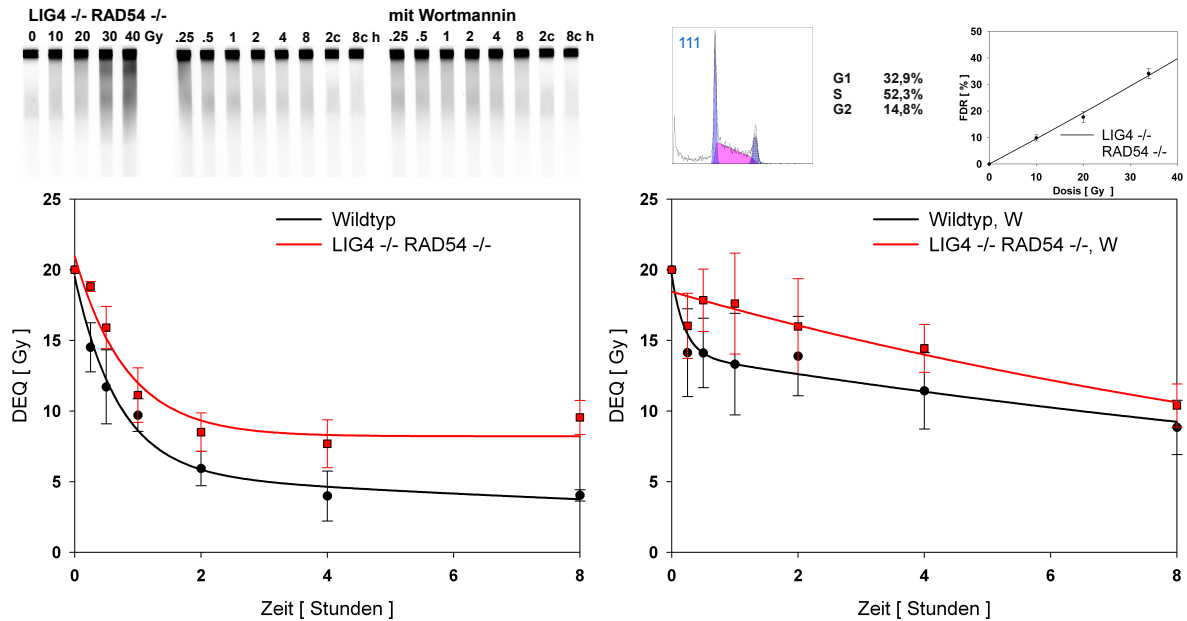 LIG4 -/- RAD54 -/-
0 10 20 30 40 Gy .25 .5 1 2 4 8 2c 8c h
mit Wortmannin
.25 .5 1 2 4 8 2c 8c h
111
G1 32,9%
S 52,3%
G2 14,8%
50
40
30
20
10
0
FDR [ % ]
LIG4 -/-
RAD54 -/-
0 10 20 30 40
Dosis [ Gy ]
25
20
15
10
5
0
DEQ [ Gy ]
Wildtyp
LIG4 -/- RAD54 -/-
0 2 4 6 8
Zeit [ Stunden ]
25
20
15
10
5
0
DEQ [ Gy ]
Wildtyp, W
LIG4 -/- RAD54 -/-, W
0 2 4 6 8
Zeit [ Stunden ]